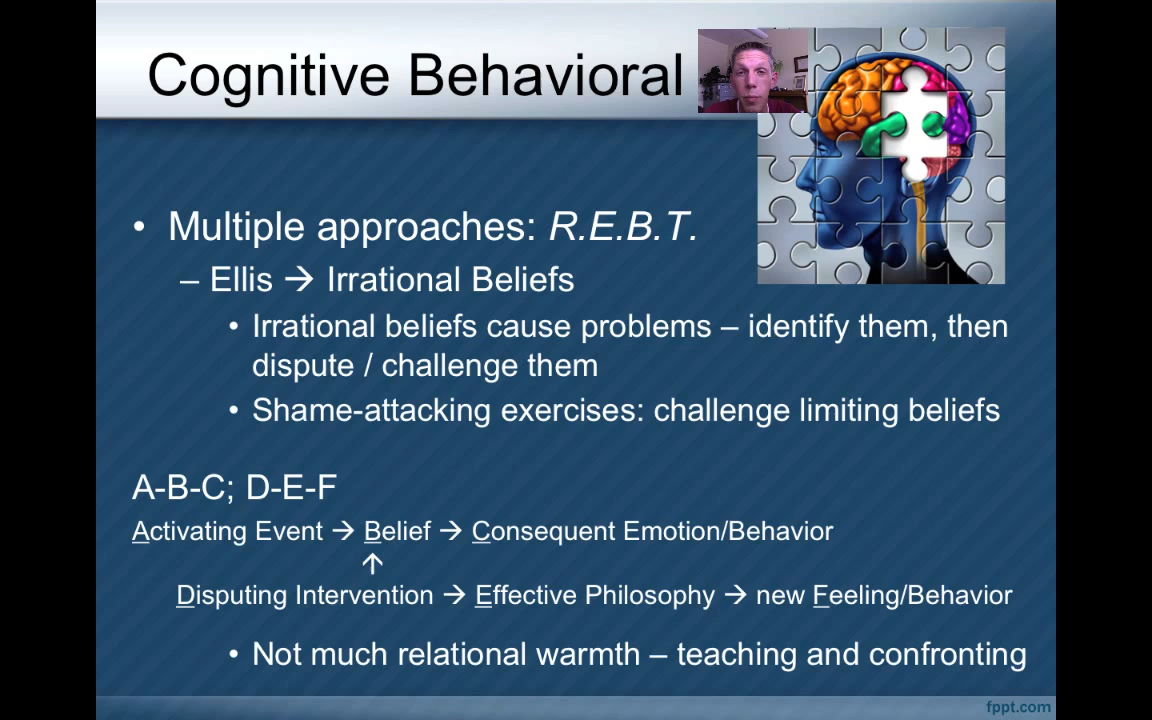 Cognitive Behavioral
• Multiple approaches: R.E.B.T.
– Ellis → Irrational Beliefs
• Irrational beliefs cause problems – identify them, then
dispute / challenge them
• Shame-attacking exercises: challenge limiting beliefs
A-B-C; D-E-F
Activating Event → Belief → Consequent Emotion/Behavior
↑
Disputing Intervention → Effective Philosophy → new Feeling/Behavior
• Not much relational warmth – teaching and confronting
fppt.com